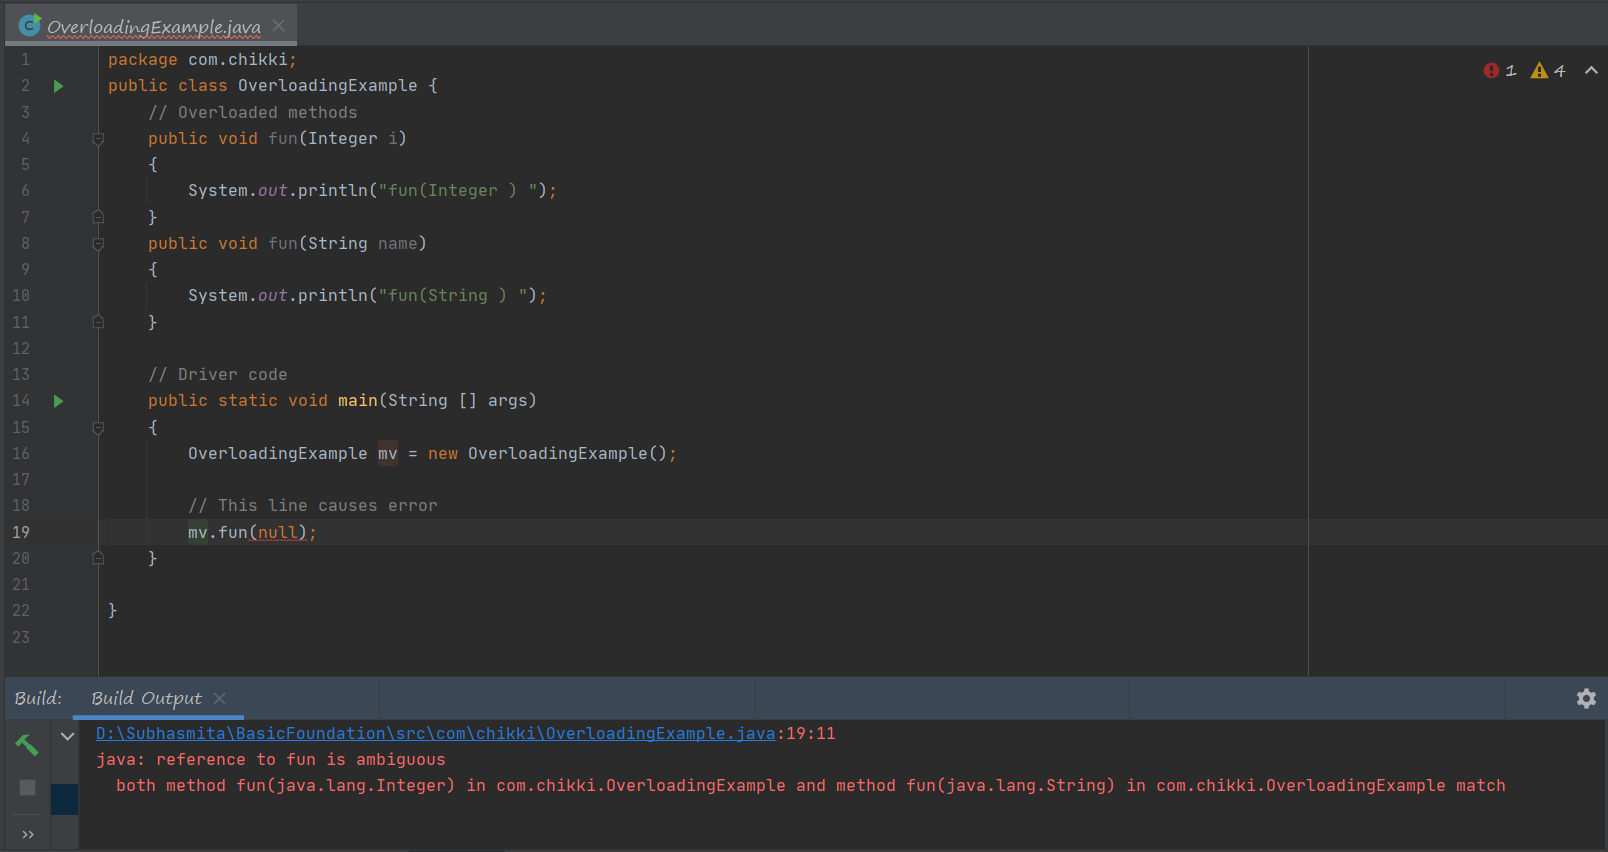 OverloadingExample.java
1 package com.chikki;
2 public class OverloadingExample {
3 // Overloaded methods
4 public void fun(Integer i)
5 {
6 System.out.println("fun(Integer ) ");
7 }
8 public void fun(String name)
9 {
10 System.out.println("fun(String ) ");
11 }
12
13 // Driver code
14 public static void main(String [] args)
15 {
16 OverloadingExample mv = new OverloadingExample();
17
18 // This line causes error
19 mv.fun(null);
20 }
21
22 }
23
1 4
Build: Build Output
D:\Subhasmita\BasicFoundation\src\com\chikki\OverloadingExample.java:19:11
java: reference to fun is ambiguous
both method fun(java.lang.Integer) in com.chikki.OverloadingExample and method fun(java.lang.String) in com.chikki.OverloadingExample match